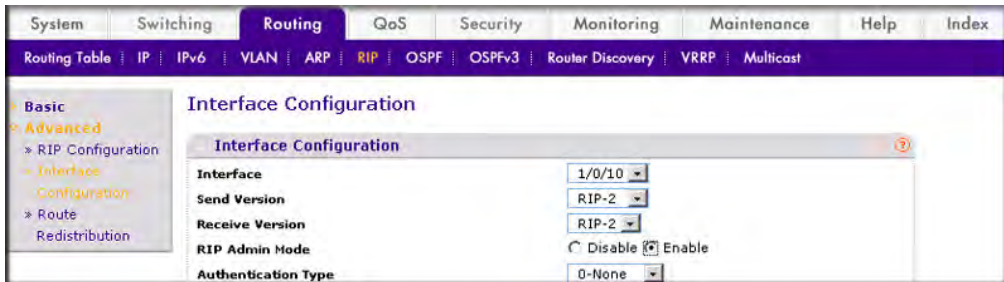 System Switching Routing QoS Security Monitoring Maintenance Help Index
Routing Table IP IPv6 VLAN ARP RIP OSPF OSPFv3 Router Discovery VRRP Multicast
Basic
Advanced
» RIP Configuration
» Interface
Configuration
» Route
Redistribution
Interface Configuration
Interface Configuration ?
Interface 1/0/10
Send Version RIP-2
Receive Version RIP-2
RIP Admin Mode Disable Enable
Authentication Type 0-None